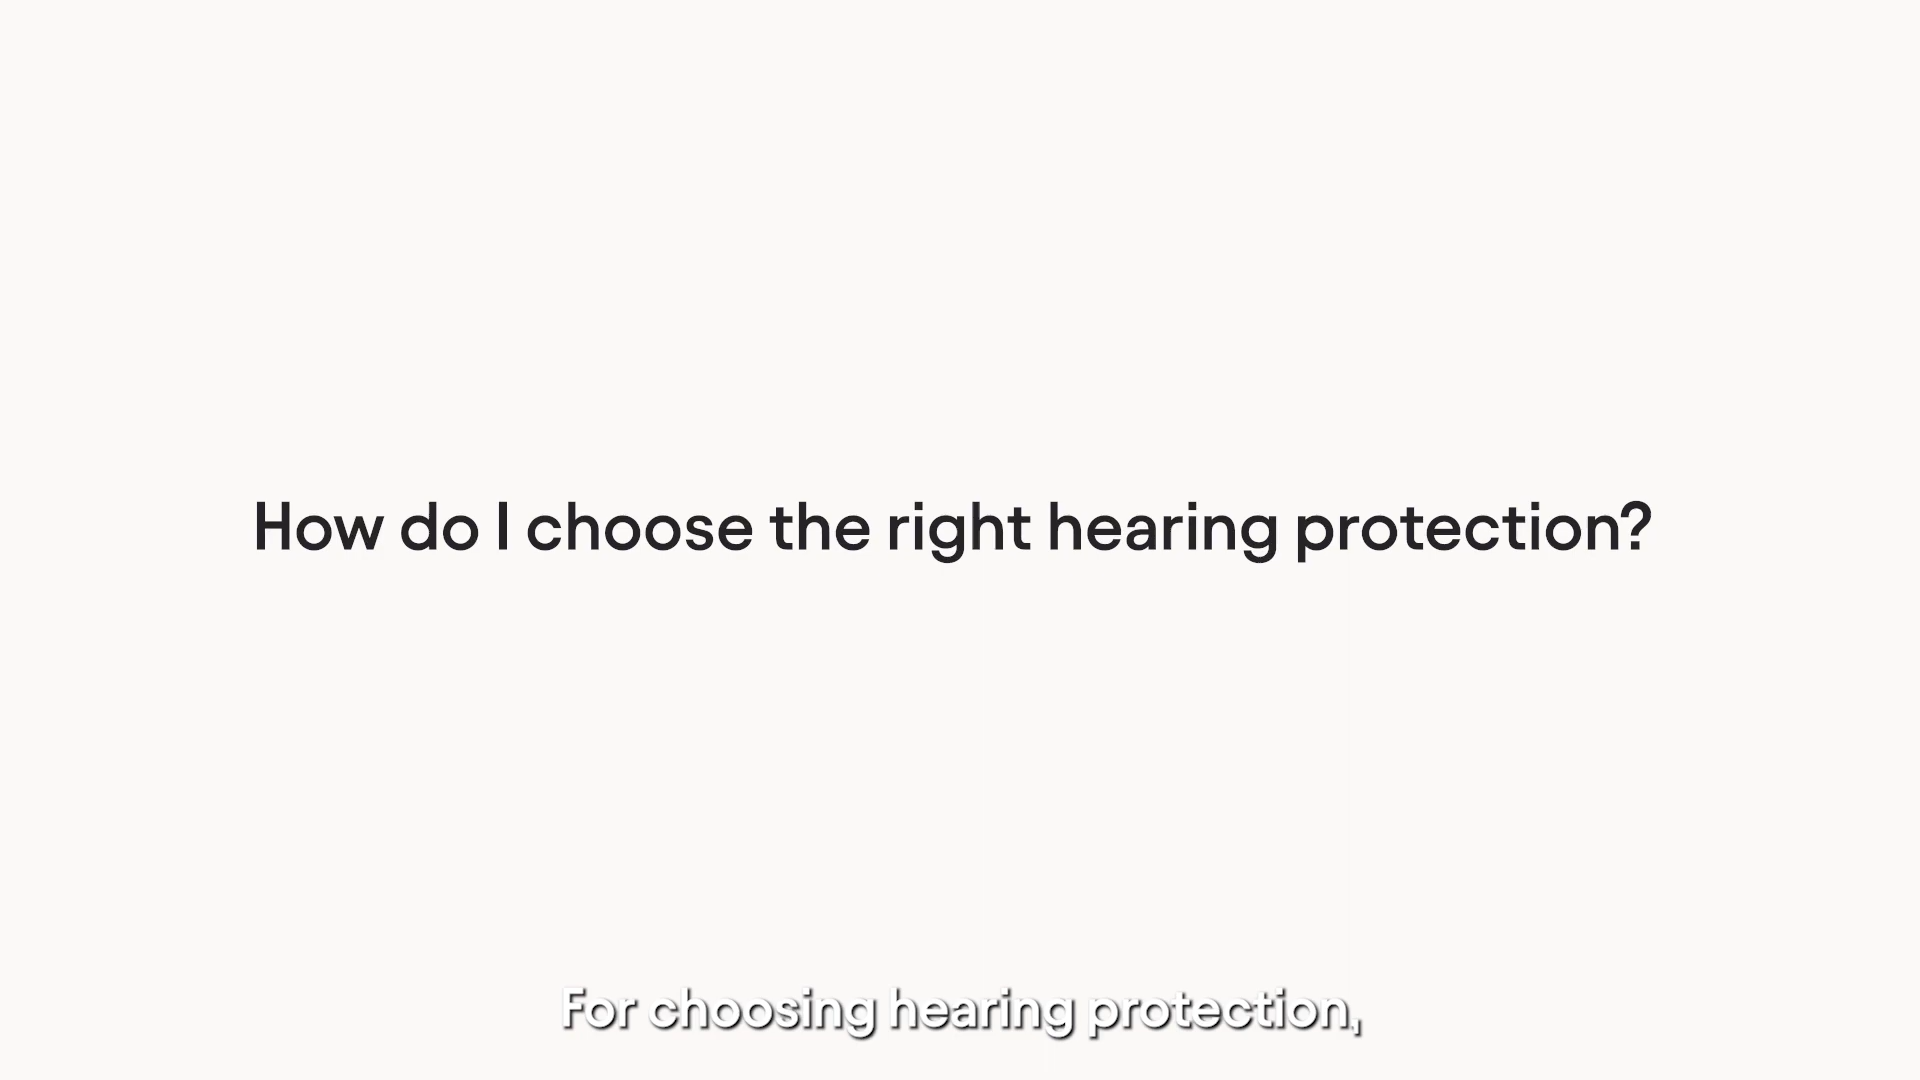 How do I choose the right hearing protection?
For choosing hearing protection,